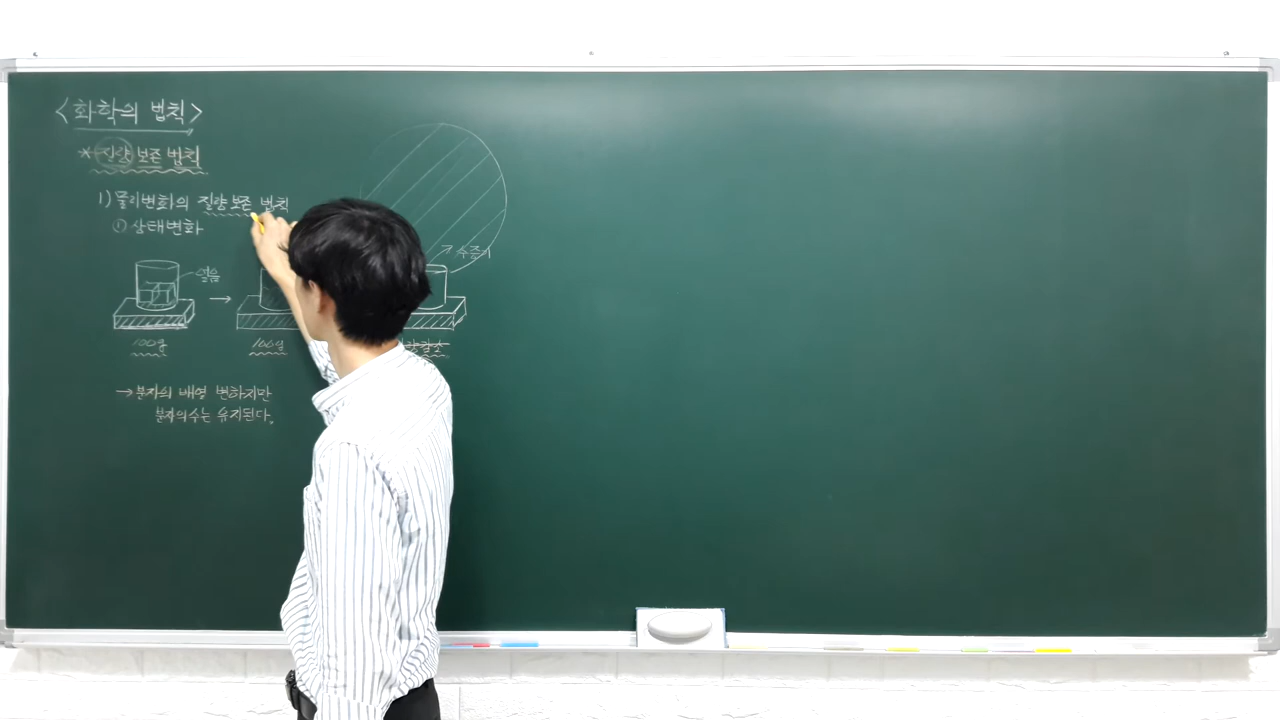 <화학의 법칙>
* 질량 보존 법칙
1) 물리변화의 질량 보존 법칙
① 상태변화
얼음
→
수증기
100g
100g
→ 분자의 배열 변하지만
분자의 수는 유지된다.